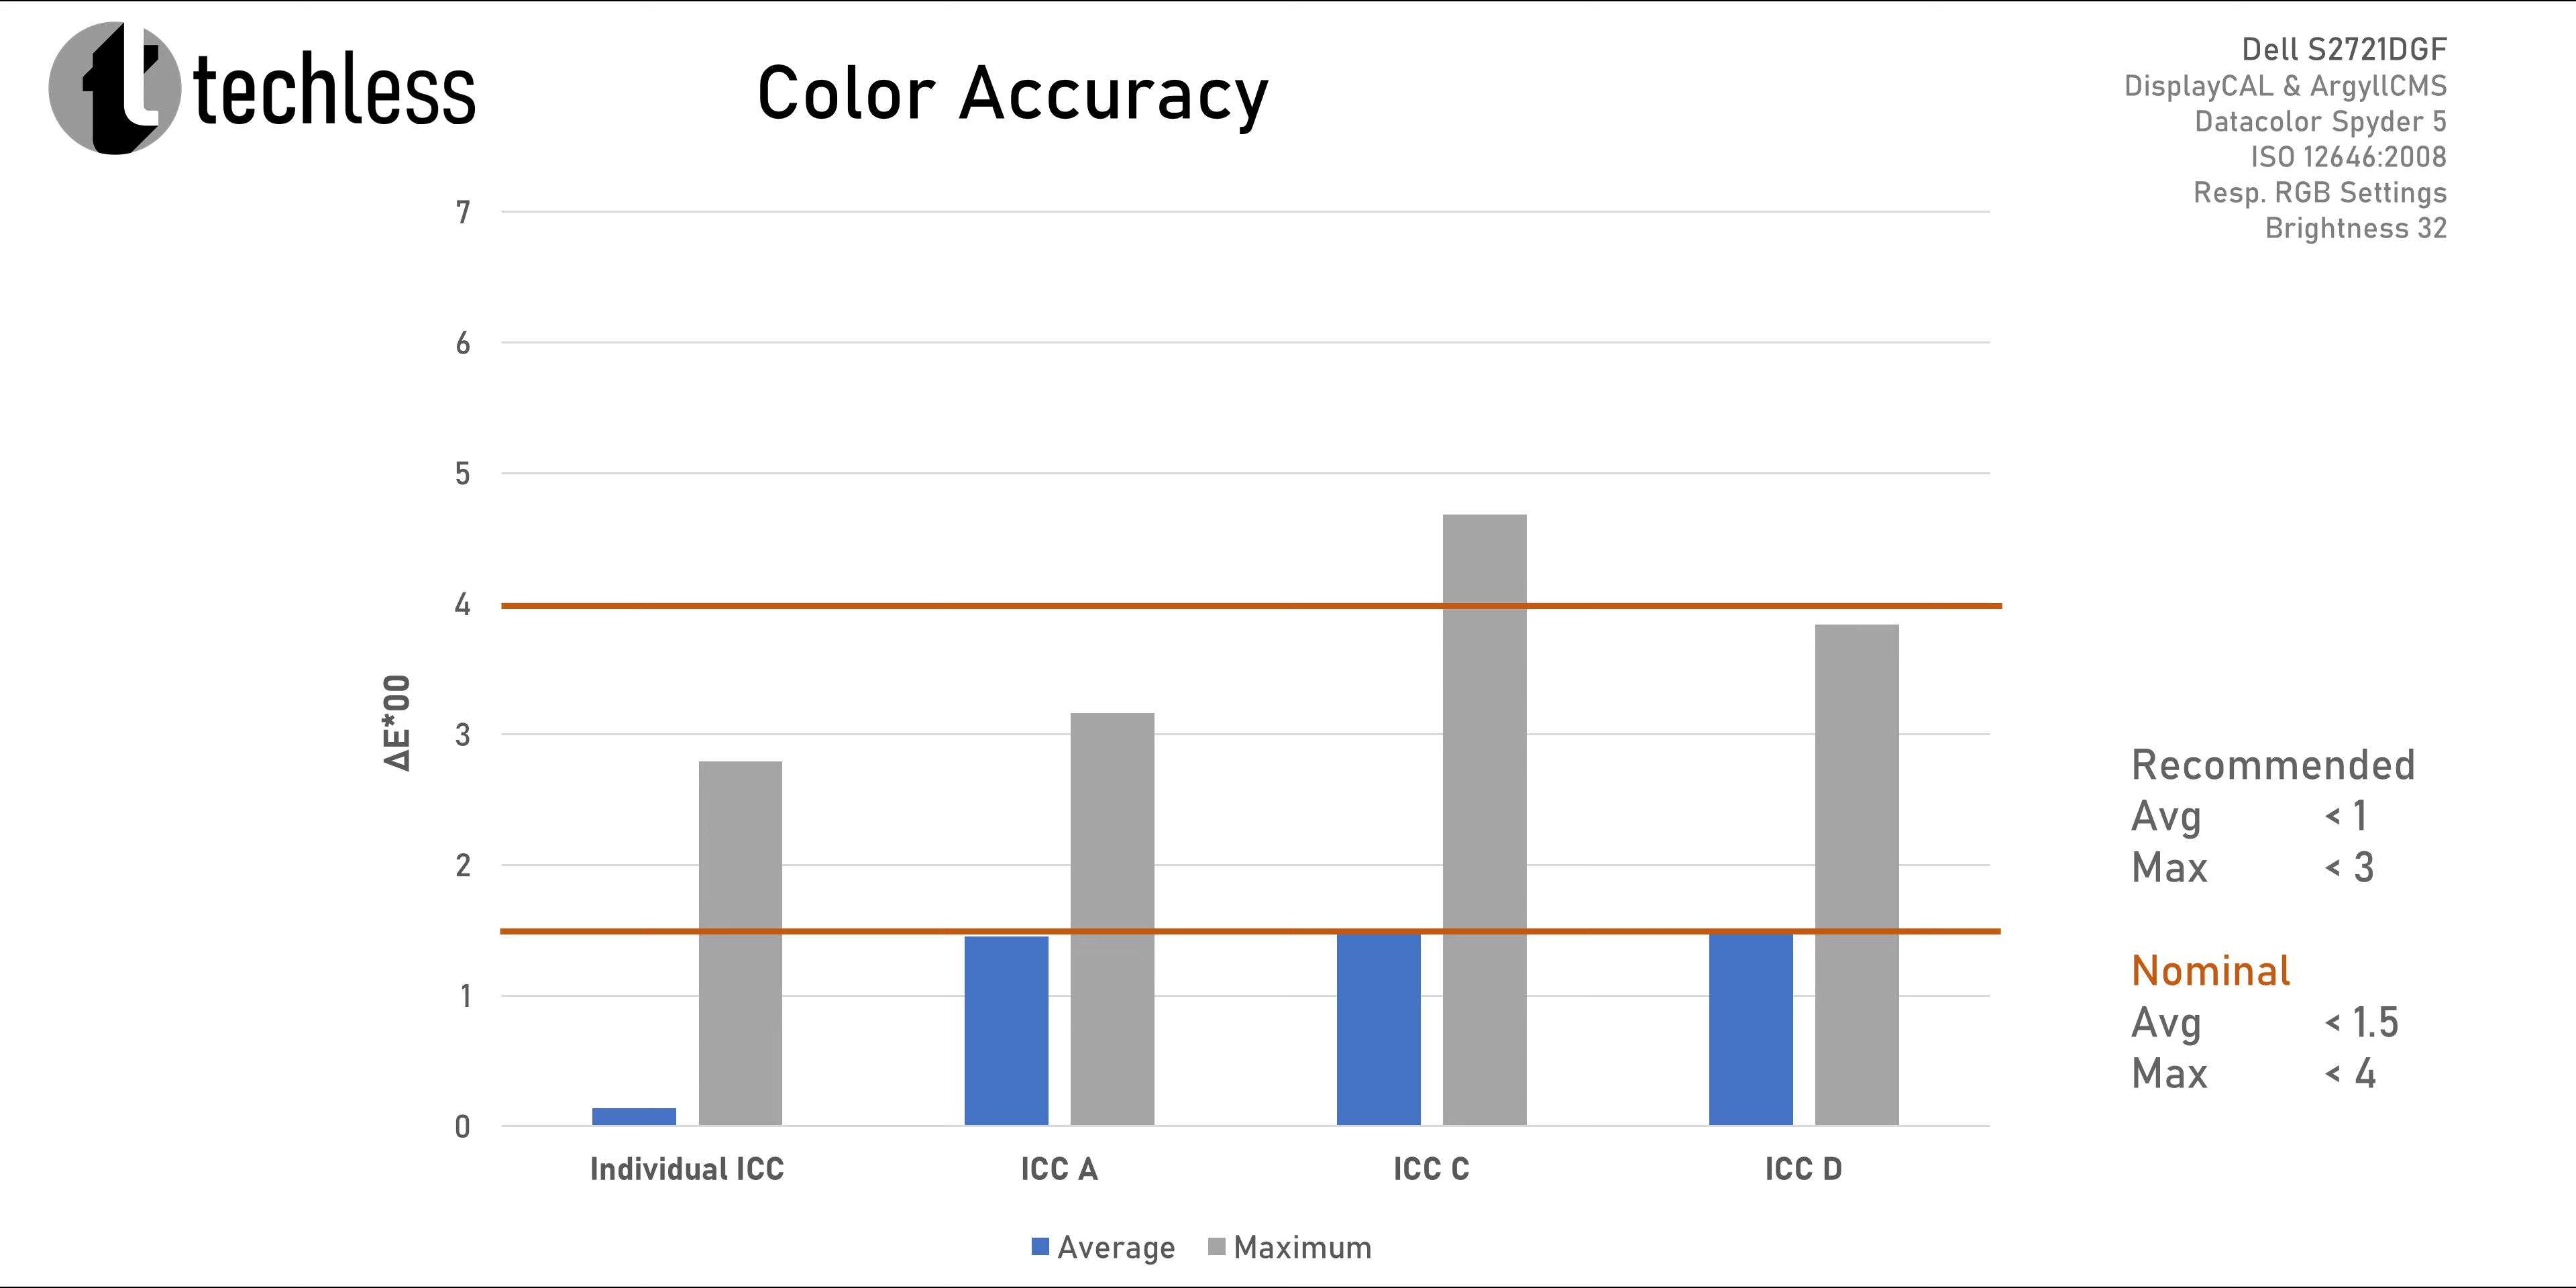 techless
Color Accuracy
Dell S2721DGF
DisplayCAL & ArgyllCMS
Datacolor Spyder 5
ISO 12646:2008
Resp. RGB Settings
Brightness 32
7
6
5
4
3
2
1
0
ΔE*00
Individual ICC
ICC A
ICC C
ICC D
Average
Maximum
Recommended
Avg < 1
Max < 3
Nominal
Avg < 1.5
Max < 4